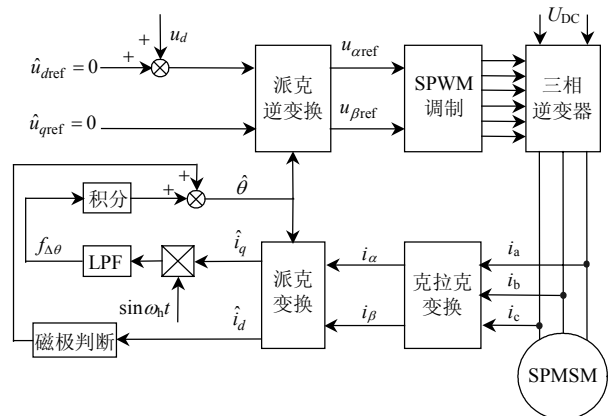 U_DC
+ u_d
+
û_dref = 0
û_qref = 0
派克
逆变换
u_αref
u_βref
SPWM
调制
三相
逆变器
积分
+
+
θ̂
f_Δθ
LPF
î_q
sin ω_h t
î_d
磁极判断
派克
变换
i_α
i_β
克拉克
变换
i_a
i_b
i_c
SPMSM